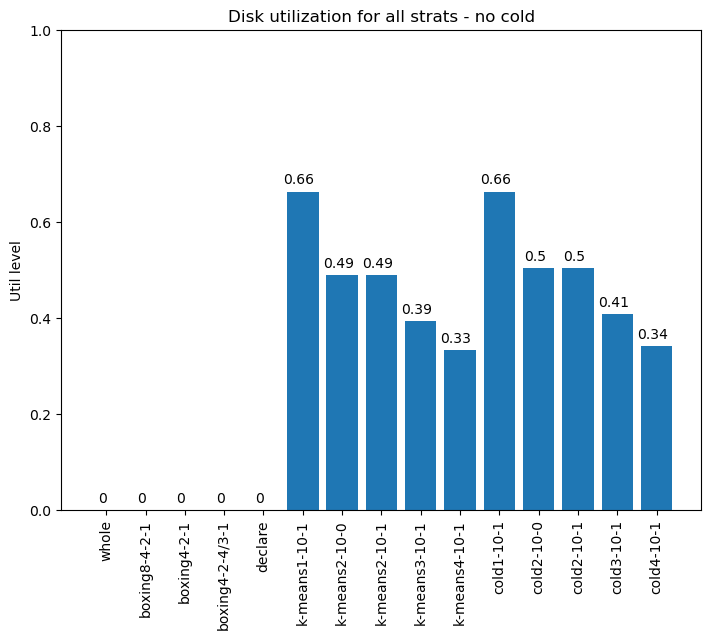 Disk utilization for all strats - no cold
Util level
1.0
0.8
0.6
0.4
0.2
0.0
0
0
0
0
0
0.66
0.49
0.49
0.39
0.33
0.66
0.5
0.5
0.41
0.34
whole
boxing8-4-2-1
boxing4-2-1
boxing4-2-4/3-1
declare
k-means1-10-1
k-means2-10-0
k-means2-10-1
k-means3-10-1
k-means4-10-1
cold1-10-1
cold2-10-0
cold2-10-1
cold3-10-1
cold4-10-1